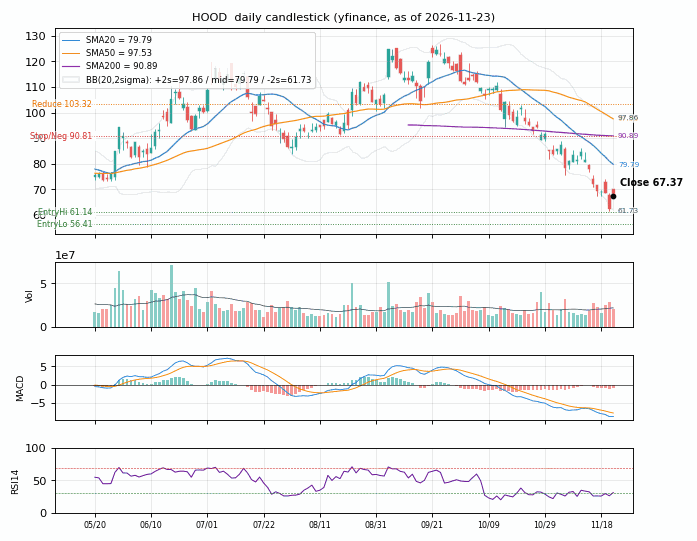 HOOD daily candlestick (yfinance, as of 2026-11-23)
SMA20 = 79.79
SMA50 = 97.53
SMA200 = 90.89
BB(20,2sigma): +2s=97.86 / mid=79.79 / -2s=61.73
130
120
110
100
90
80
70
60
Reduce 103.32
Stop/Neg 90.81
EntryHi 61.14
EntryLo 56.41
97.86
90.89
79.79
Close 67.37
61.73
1e7
Vol
5
0
MACD
5
0
−5
RSI14
100
50
0
05/20 06/10 07/01 07/22 08/11 08/31 09/21 10/09 10/29 11/18